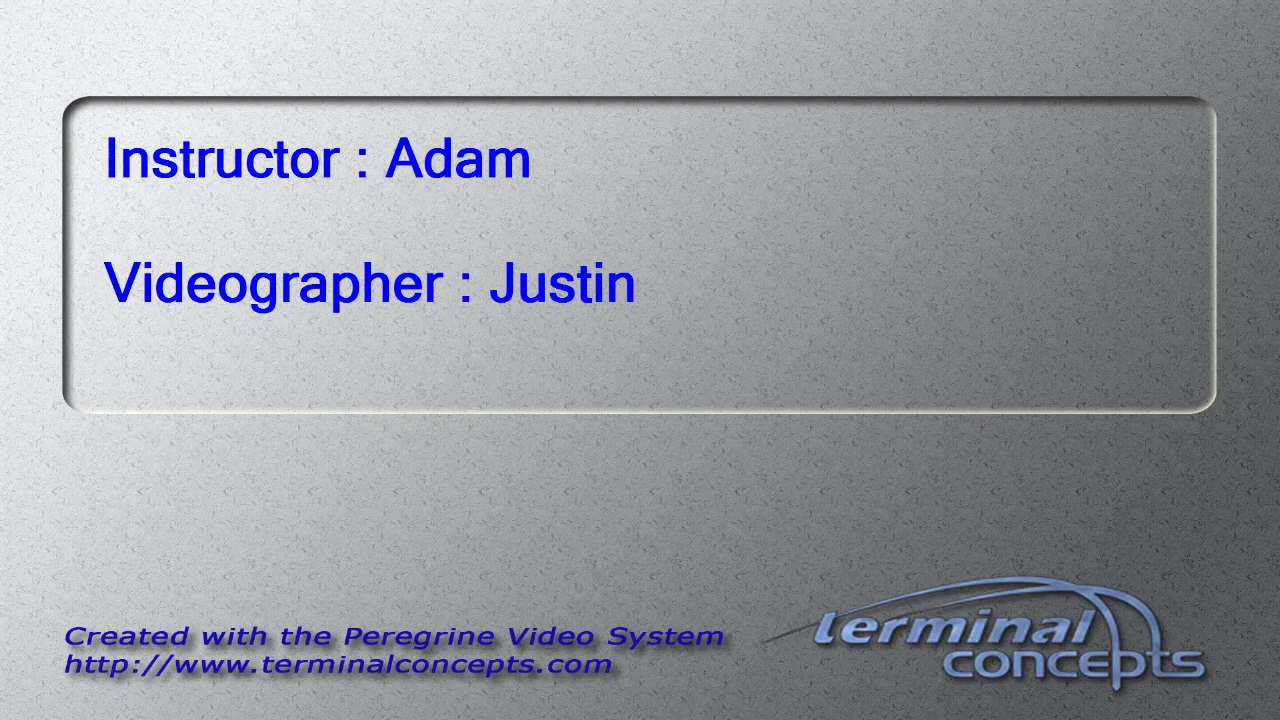 Instructor : Adam
Videographer : Justin
Created with the Peregrine Video System
http://www.terminalconcepts.com
terminal
concepts